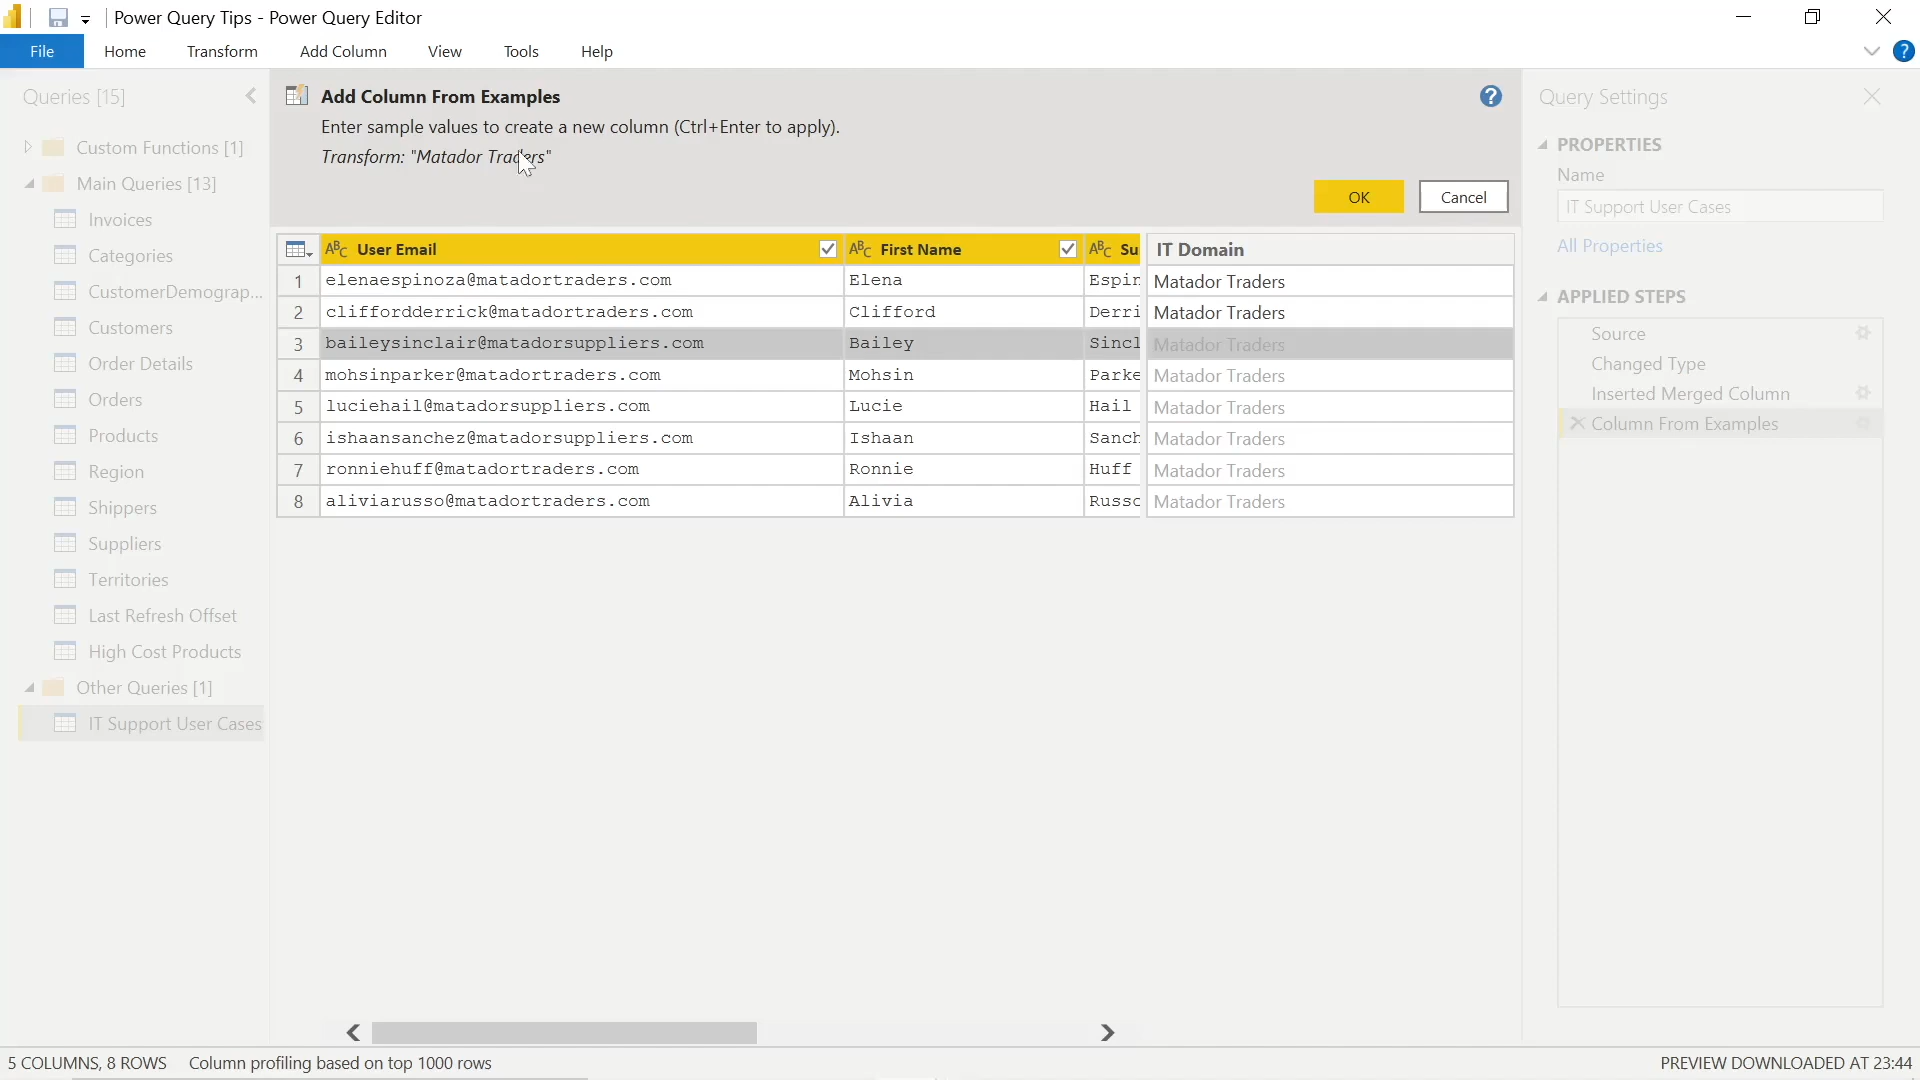 Power Query Tips - Power Query Editor
File Home Transform Add Column View Tools Help
?
Queries [15]
Custom Functions [1]
Main Queries [13]
Invoices
Categories
CustomerDemograp...
Customers
Order Details
Orders
Products
Region
Shippers
Suppliers
Territories
Last Refresh Offset
High Cost Products
Other Queries [1]
IT Support User Cases
Add Column From Examples
?
Enter sample values to create a new column (Ctrl+Enter to apply).
Transform: "Matador Traders"
OK Cancel
ABC User Email ABC First Name ABC Su IT Domain
1 elenaespinoza@matadortraders.com Elena Espin Matador Traders
2 cliffordderrick@matadortraders.com Clifford Derri Matador Traders
3 baileysinclair@matadorsuppliers.com Bailey Sincl Matador Traders
4 mohsinparker@matadortraders.com Mohsin Parke Matador Traders
5 luciehail@matadorsuppliers.com Lucie Hail Matador Traders
6 ishaansanchez@matadorsuppliers.com Ishaan Sanch Matador Traders
7 ronniehuff@matadortraders.com Ronnie Huff Matador Traders
8 aliviarusso@matadortraders.com Alivia Russo Matador Traders
Query Settings
PROPERTIES
Name
IT Support User Cases
All Properties
APPLIED STEPS
Source
Changed Type
Inserted Merged Column
Column From Examples
5 COLUMNS, 8 ROWS Column profiling based on top 1000 rows
PREVIEW DOWNLOADED AT 23:44